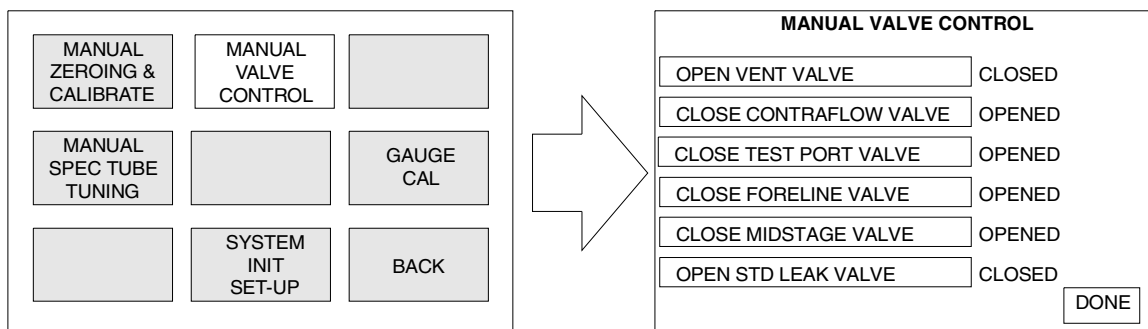 MANUAL
ZEROING &
CALIBRATE
MANUAL
VALVE
CONTROL
MANUAL
SPEC TUBE
TUNING
GAUGE
CAL
SYSTEM
INIT
SET-UP
BACK
MANUAL VALVE CONTROL
OPEN VENT VALVE CLOSED
CLOSE CONTRAFLOW VALVE OPENED
CLOSE TEST PORT VALVE OPENED
CLOSE FORELINE VALVE OPENED
CLOSE MIDSTAGE VALVE OPENED
OPEN STD LEAK VALVE CLOSED
DONE